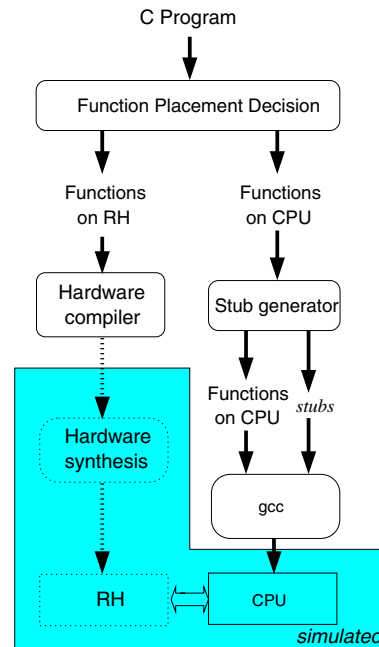 C Program
Function Placement Decision
Functions
on RH
Functions
on CPU
Hardware
compiler
Stub generator
Functions
on CPU
stubs
Hardware
synthesis
gcc
RH
CPU
simulated